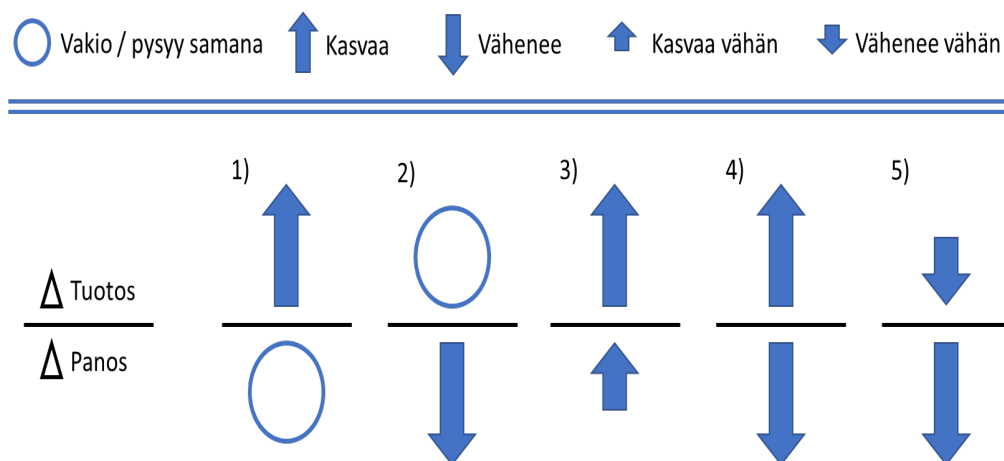 Vakio / pysyy samana Kasvaa Vähenee Kasvaa vähän Vähenee vähän
1) 2) 3) 4) 5)
Δ Tuotos
Δ Panos